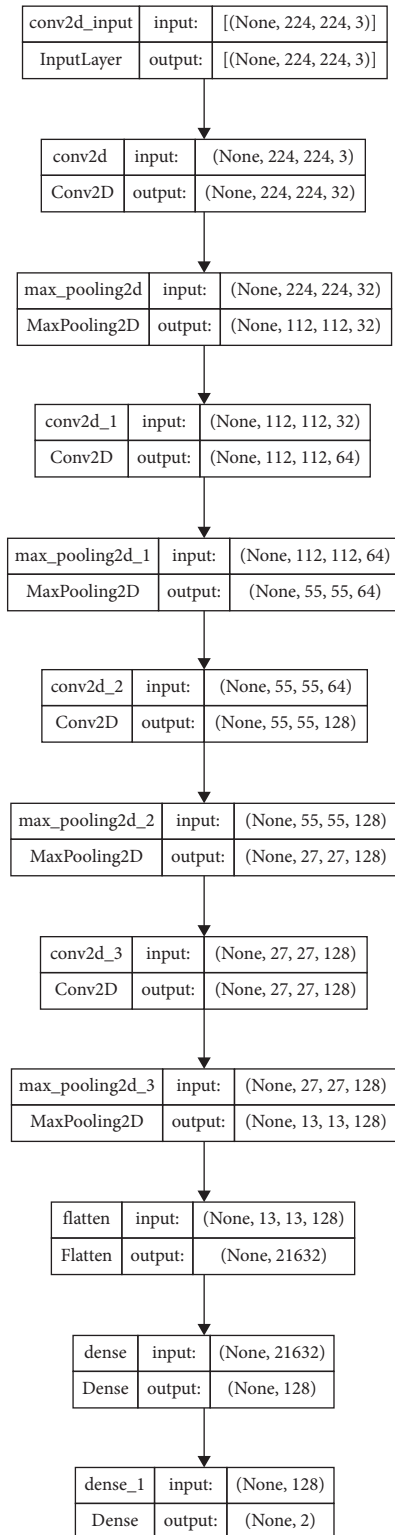 conv2d_input input: [(None, 224, 224, 3)]
InputLayer output: [(None, 224, 224, 3)]
conv2d input: (None, 224, 224, 3)
Conv2D output: (None, 224, 224, 32)
max_pooling2d input: (None, 224, 224, 32)
MaxPooling2D output: (None, 112, 112, 32)
conv2d_1 input: (None, 112, 112, 32)
Conv2D output: (None, 112, 112, 64)
max_pooling2d_1 input: (None, 112, 112, 64)
MaxPooling2D output: (None, 55, 55, 64)
conv2d_2 input: (None, 55, 55, 64)
Conv2D output: (None, 55, 55, 128)
max_pooling2d_2 input: (None, 55, 55, 128)
MaxPooling2D output: (None, 27, 27, 128)
conv2d_3 input: (None, 27, 27, 128)
Conv2D output: (None, 27, 27, 128)
max_pooling2d_3 input: (None, 27, 27, 128)
MaxPooling2D output: (None, 13, 13, 128)
flatten input: (None, 13, 13, 128)
Flatten output: (None, 21632)
dense input: (None, 21632)
Dense output: (None, 128)
dense_1 input: (None, 128)
Dense output: (None, 2)